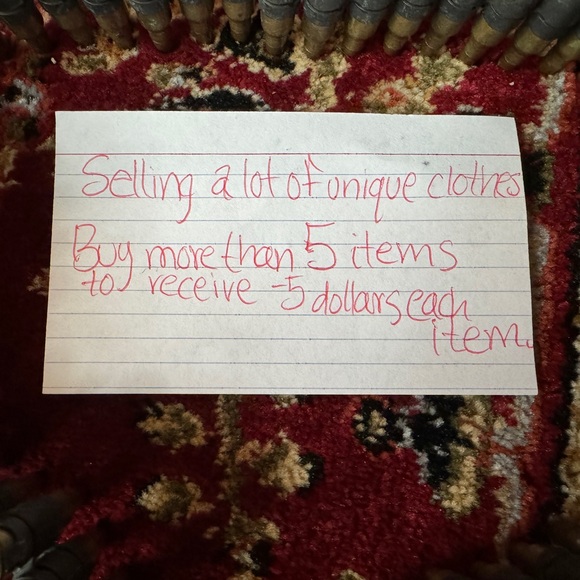 Selling a lot of unique clothes
Buy more than 5 items
to receive -5 dollars each
item.